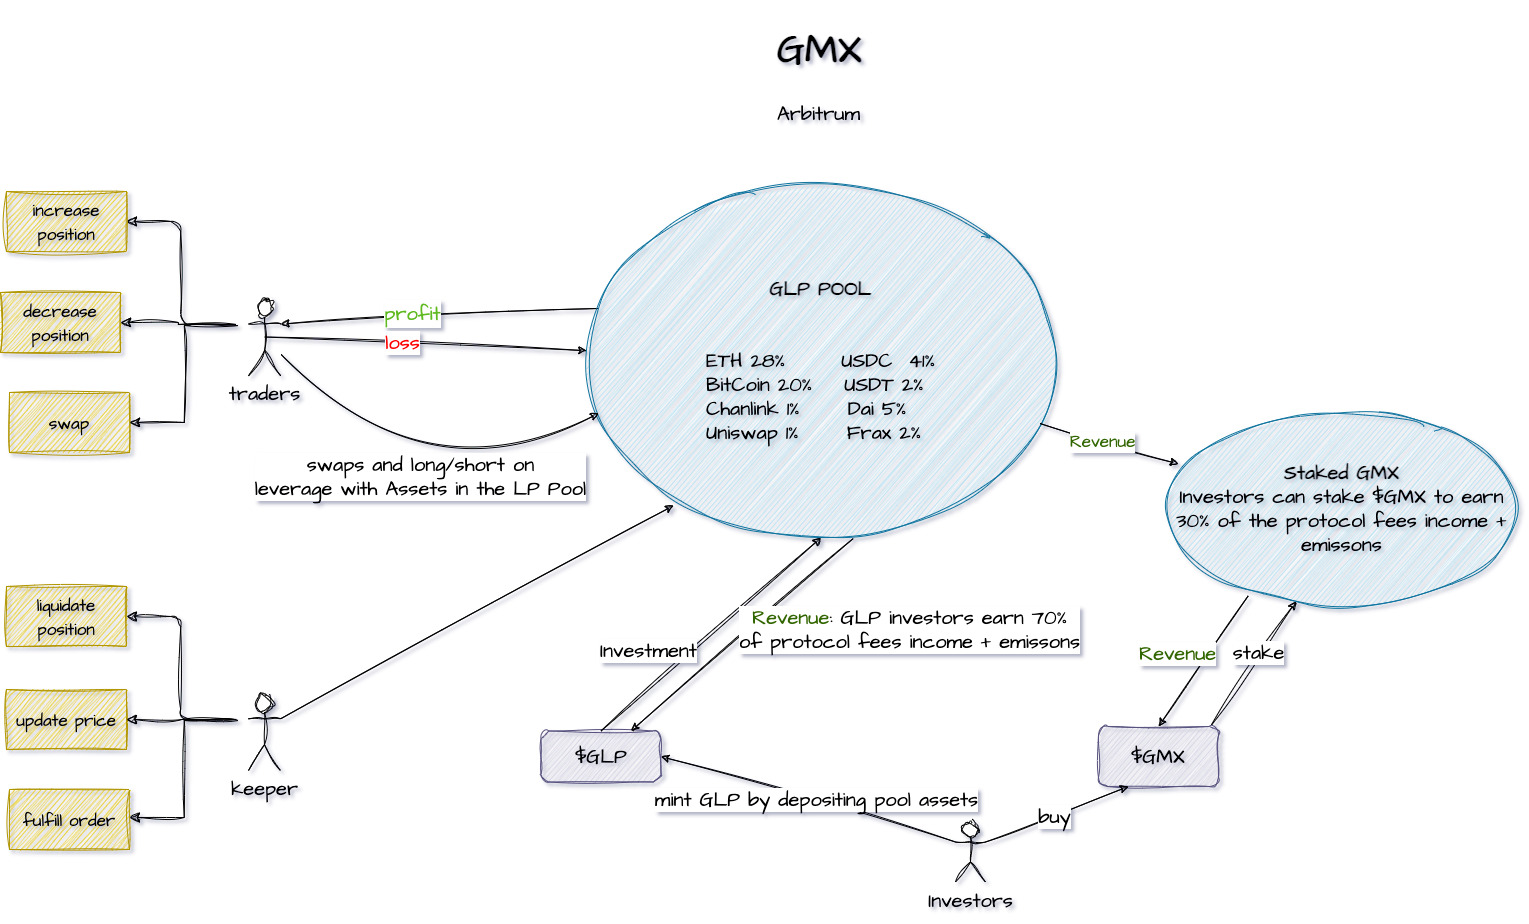 GMX
Arbitrum
increase
position
decrease
position
swap
traders
profit
loss
swaps and long/short on
leverage with Assets in the LP Pool
GLP POOL
ETH 28% USDC 41%
BitCoin 20% USDT 2%
Chanlink 1% Dai 5%
Uniswap 1% Frax 2%
Revenue
Staked GMX
Investors can stake $GMX to earn
30% of the protocol fees income +
emissons
liquidate
position
update price
fulfill order
keeper
Investment
Revenue: GLP investors earn 70%
of protocol fees income + emissons
Revenue
stake
$GLP
$GMX
mint GLP by depositing pool assets
buy
Investors